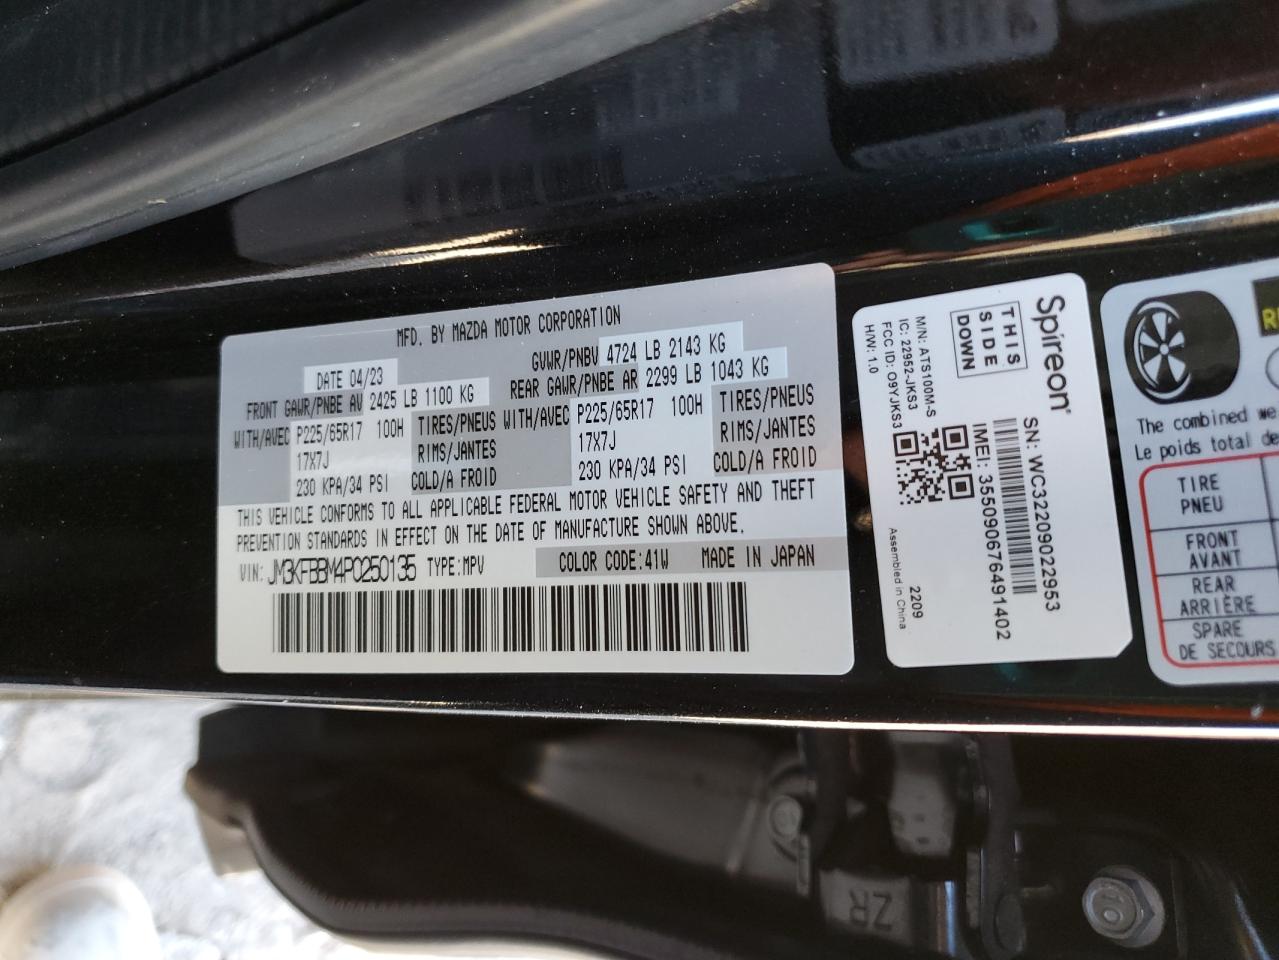 MFD. BY MAZDA MOTOR CORPORATION
DATE 04/23
GVWR/PNBV 4724 LB 2143 KG
FRONT GAWR/PNBE AV 2425 LB 1100 KG
REAR GAWR/PNBE AR 2299 LB 1043 KG
WITH/AVEC P225/65R17 100H TIRES/PNEUS
17X7J RIMS/JANTES
230 KPA/34 PSI COLD/A FROID
WITH/AVEC P225/65R17 100H TIRES/PNEUS
17X7J RIMS/JANTES
230 KPA/34 PSI COLD/A FROID
THIS VEHICLE CONFORMS TO ALL APPLICABLE FEDERAL MOTOR VEHICLE SAFETY AND THEFT
PREVENTION STANDARDS IN EFFECT ON THE DATE OF MANUFACTURE SHOWN ABOVE.
VIN: JM3KFBBM4P0250135 TYPE:MPV COLOR CODE:41W MADE IN JAPAN
Spireon
THIS
SIDE
DOWN
M/N: ATS100M-S
IC: 22952-JKS3
FCC ID: O9YJKS3
H/W: 1.0
SN: WC32209022953
IMEI: 355090676491402
2209
Assembled in China
The combined we
Le poids total de
TIRE
PNEU
FRONT
AVANT
REAR
ARRIÈRE
SPARE
DE SECOURS
ZR
10